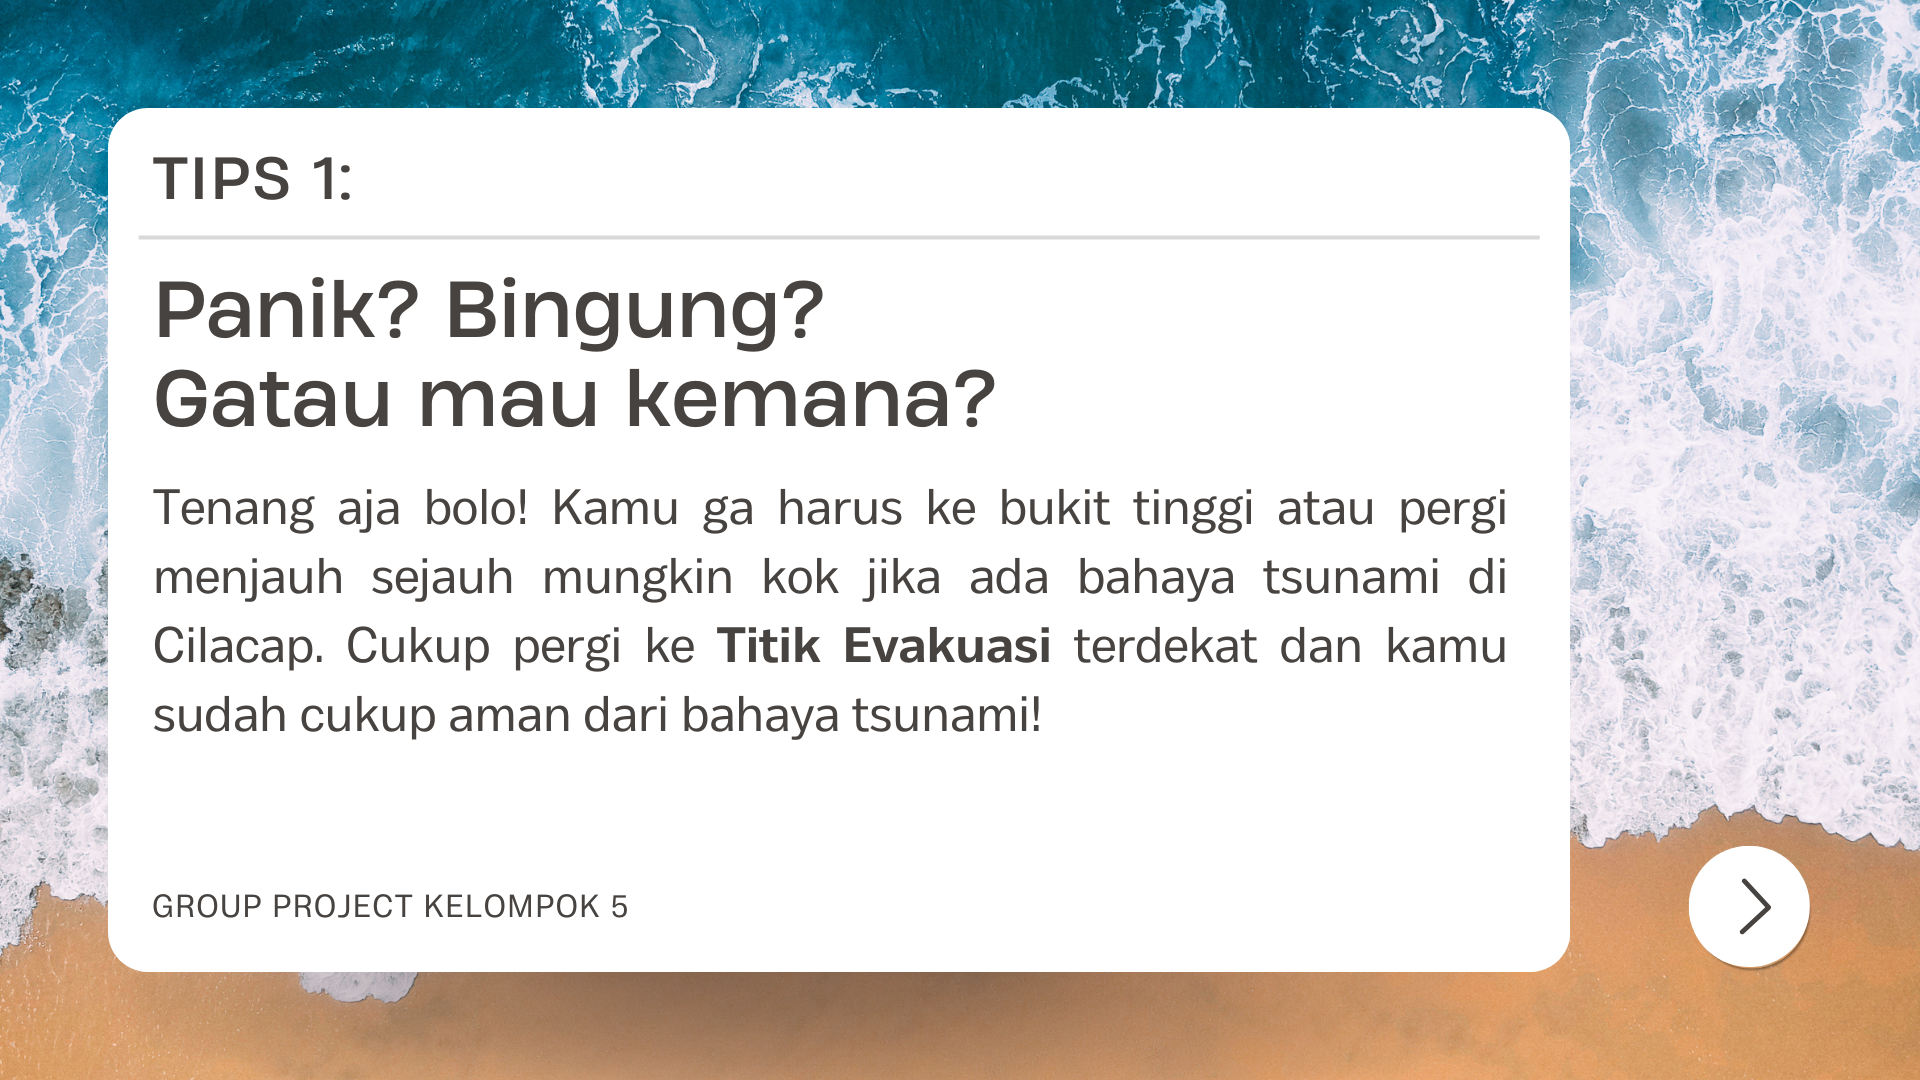 TIPS 1:
Panik? Bingung?
Gatau mau kemana?
Tenang aja bolo! Kamu ga harus ke bukit tinggi atau pergi
menjauh sejauh mungkin kok jika ada bahaya tsunami di
Cilacap. Cukup pergi ke Titik Evakuasi terdekat dan kamu
sudah cukup aman dari bahaya tsunami!
GROUP PROJECT KELOMPOK 5